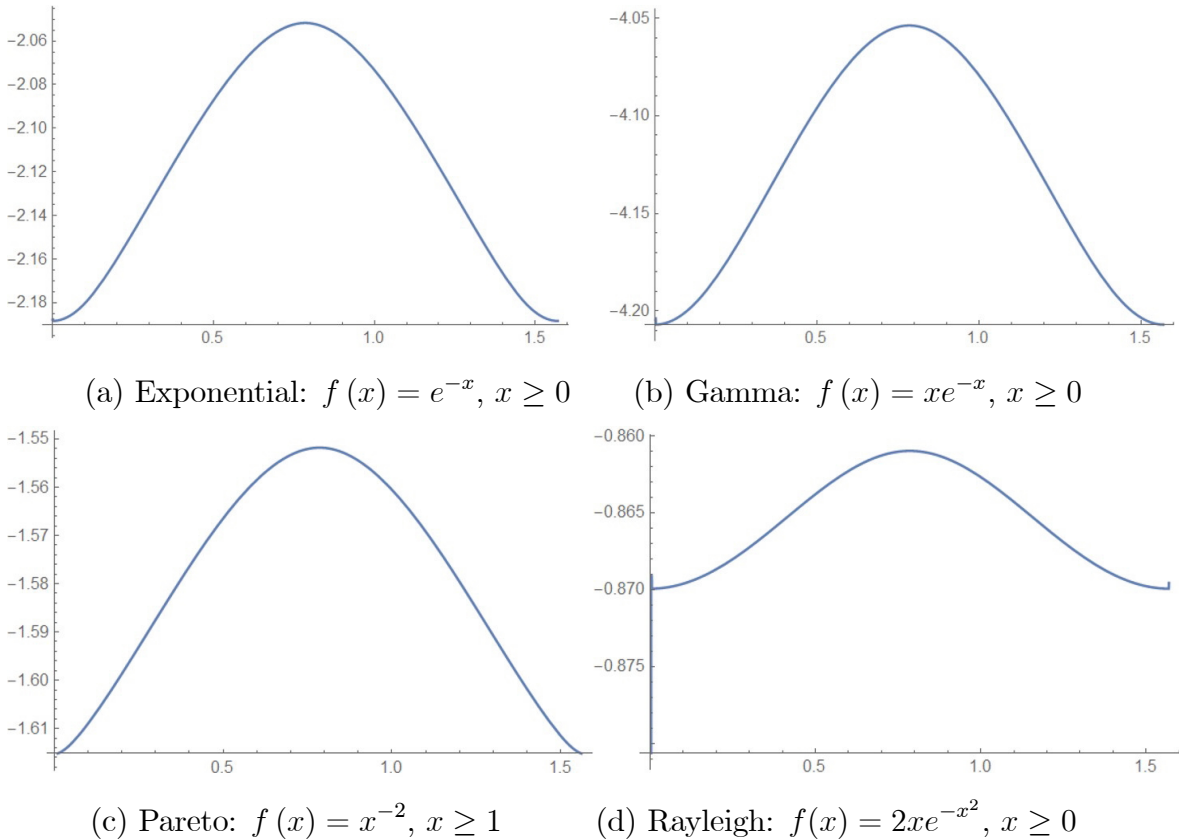 −2.06
−2.08
−2.10
−2.12
−2.14
−2.16
−2.18
0.5 1.0 1.5
−4.05
−4.10
−4.15
−4.20
0.5 1.0 1.5
(a) Exponential: f (x) = e^{−x}, x ≥ 0
(b) Gamma: f (x) = xe^{−x}, x ≥ 0
−1.55
−1.56
−1.57
−1.58
−1.59
−1.60
−1.61
0.5 1.0 1.5
−0.860
−0.865
−0.870
−0.875
0.5 1.0 1.5
(c) Pareto: f (x) = x^{−2}, x ≥ 1
(d) Rayleigh: f(x) = 2xe^{−x^2}, x ≥ 0